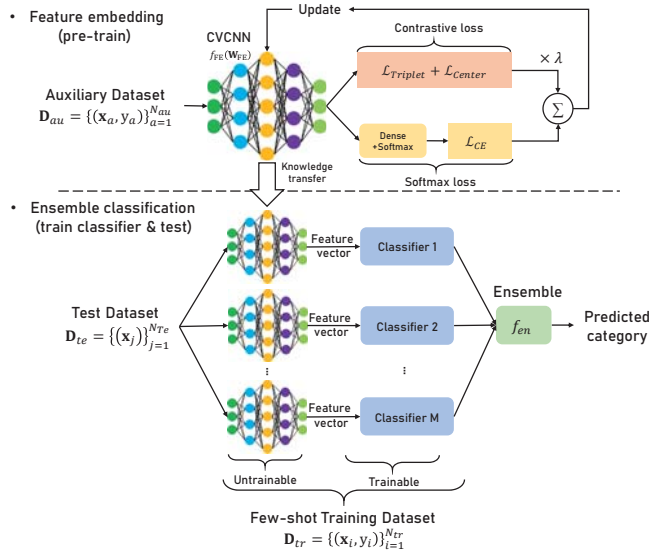 • Feature embedding
(pre-train)
Update
CVCNN
f_FE(W_FE)
Contrastive loss
ℒ_Triplet + ℒ_Center
× λ
Auxiliary Dataset
D_au = {(x_a, y_a)}_{a=1}^{N_au}
∑
Dense
+Softmax
ℒ_CE
Softmax loss
Knowledge
transfer
• Ensemble classification
(train classifier & test)
Feature
vector
Classifier 1
Test Dataset
D_te = {(x_j)}_{j=1}^{N_Te}
Feature
vector
Classifier 2
Ensemble
f_en
Predicted
category
⋮
⋮
Feature
vector
Classifier M
Untrainable
Trainable
Few-shot Training Dataset
D_tr = {(x_i, y_i)}_{i=1}^{N_tr}